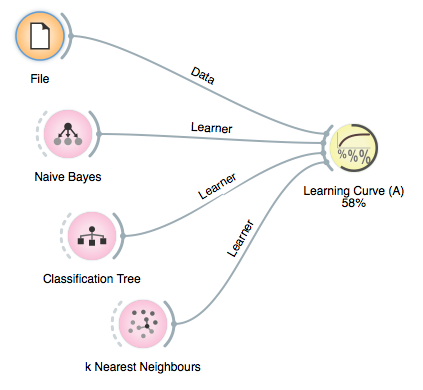 File
Data
Naive Bayes
Learner
Learner
Classification Tree
Learner
k Nearest Neighbours
%%%
Learning Curve (A)
58%